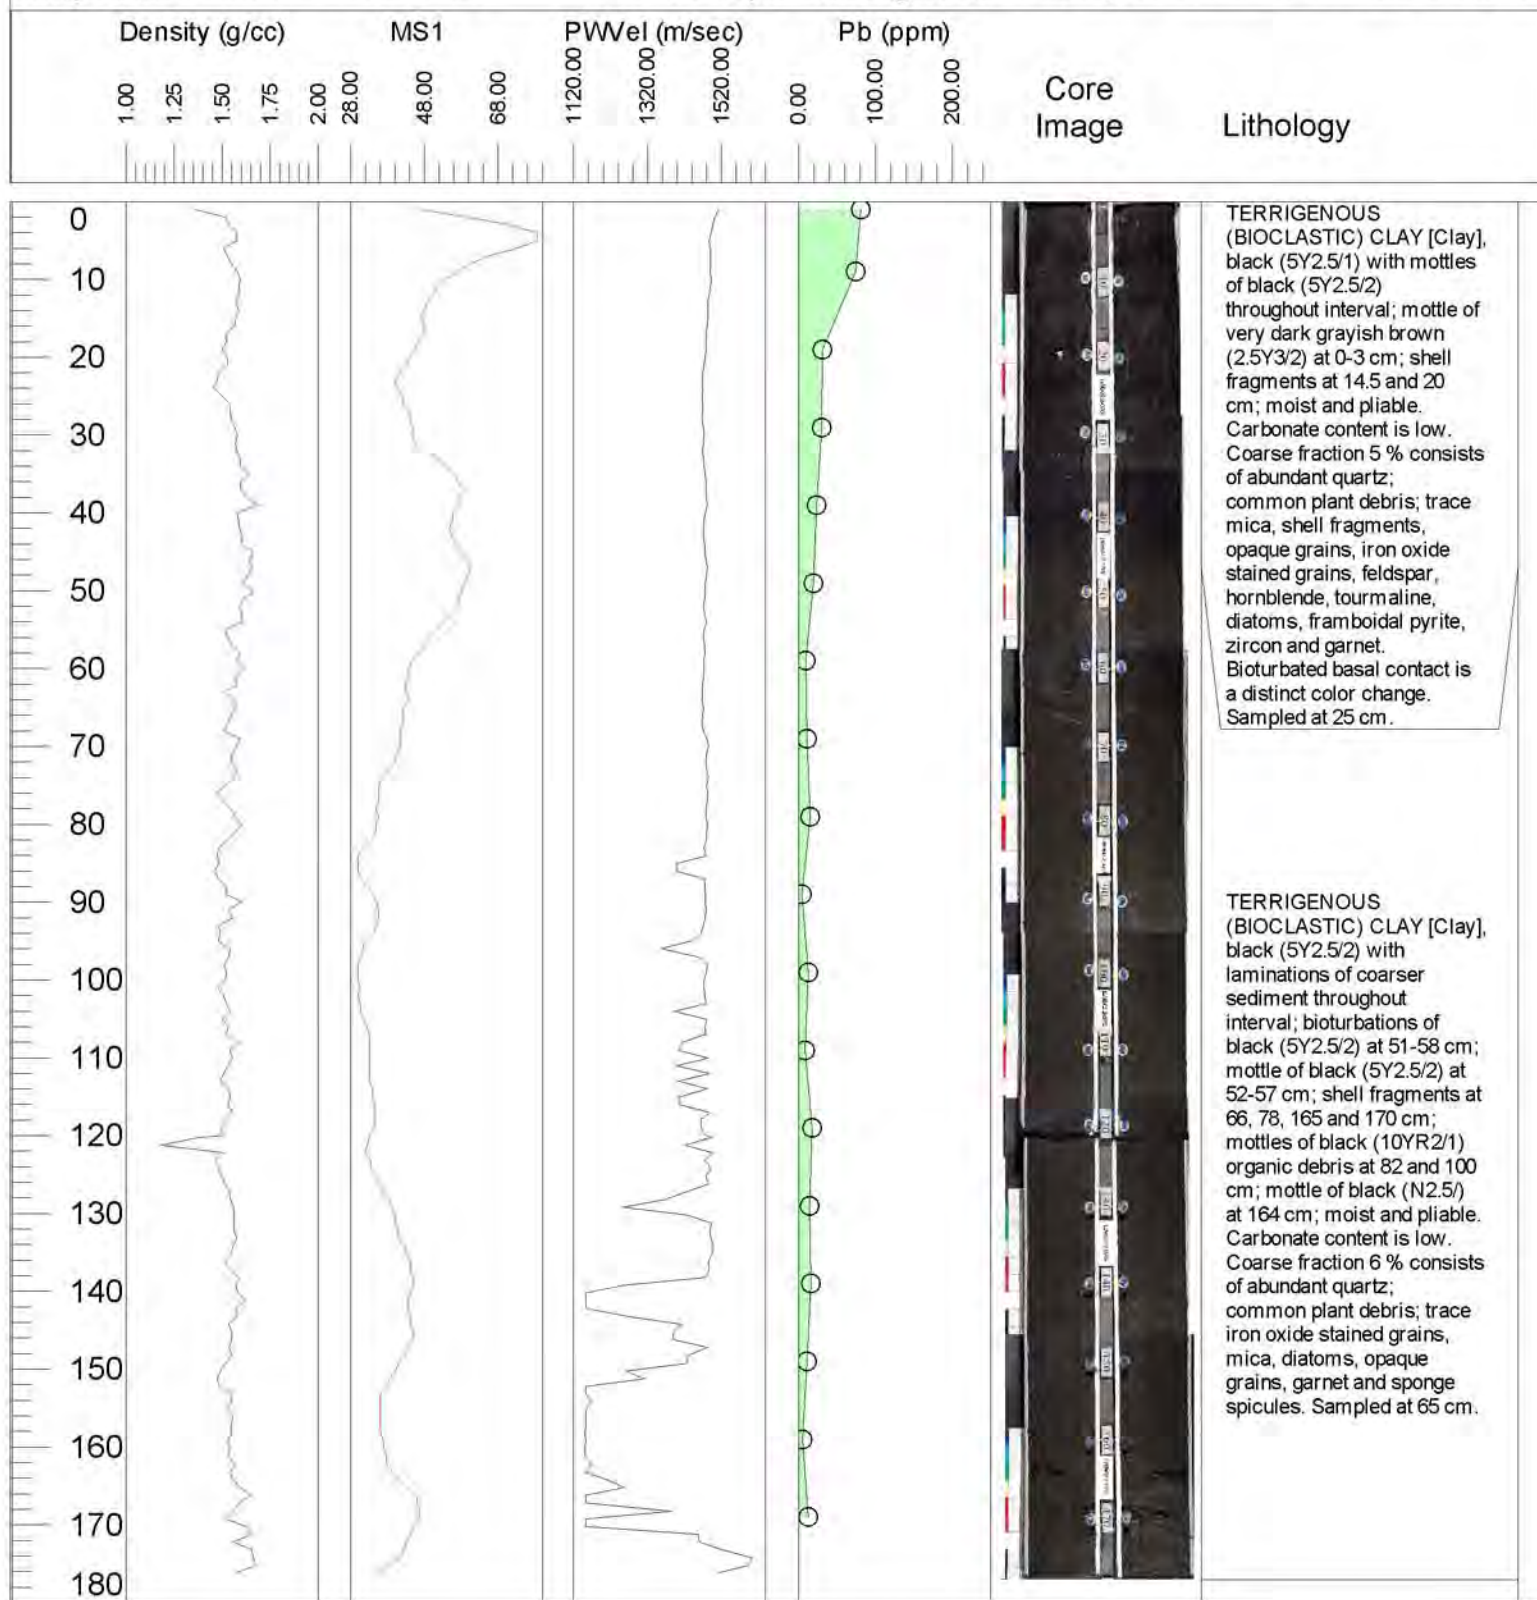 Density (g/cc)
MS1
PWVel (m/sec)
Pb (ppm)
1.00
1.25
1.50
1.75
2.00
28.00
48.00
68.00
1120.00
1320.00
1520.00
0.00
100.00
200.00
Core
Image
Lithology
0
10
20
30
40
50
60
70
80
90
100
110
120
130
140
150
160
170
180
TERRIGENOUS
(BIOCLASTIC) CLAY [Clay],
black (5Y2.5/1) with mottles
of black (5Y2.5/2)
throughout interval; mottle of
very dark grayish brown
(2.5Y3/2) at 0-3 cm; shell
fragments at 14.5 and 20
cm; moist and pliable.
Carbonate content is low.
Coarse fraction 5 % consists
of abundant quartz;
common plant debris; trace
mica, shell fragments,
opaque grains, iron oxide
stained grains, feldspar,
hornblende, tourmaline,
diatoms, framboidal pyrite,
zircon and garnet.
Bioturbated basal contact is
a distinct color change.
Sampled at 25 cm.
TERRIGENOUS
(BIOCLASTIC) CLAY [Clay],
black (5Y2.5/2) with
laminations of coarser
sediment throughout
interval; bioturbations of
black (5Y2.5/2) at 51-58 cm;
mottle of black (5Y2.5/2) at
52-57 cm; shell fragments at
66, 78, 165 and 170 cm;
mottles of black (10YR2/1)
organic debris at 82 and 100
cm; mottle of black (N2.5/)
at 164 cm; moist and pliable.
Carbonate content is low.
Coarse fraction 6 % consists
of abundant quartz;
common plant debris; trace
iron oxide stained grains,
mica, diatoms, opaque
grains, garnet and sponge
spicules. Sampled at 65 cm.